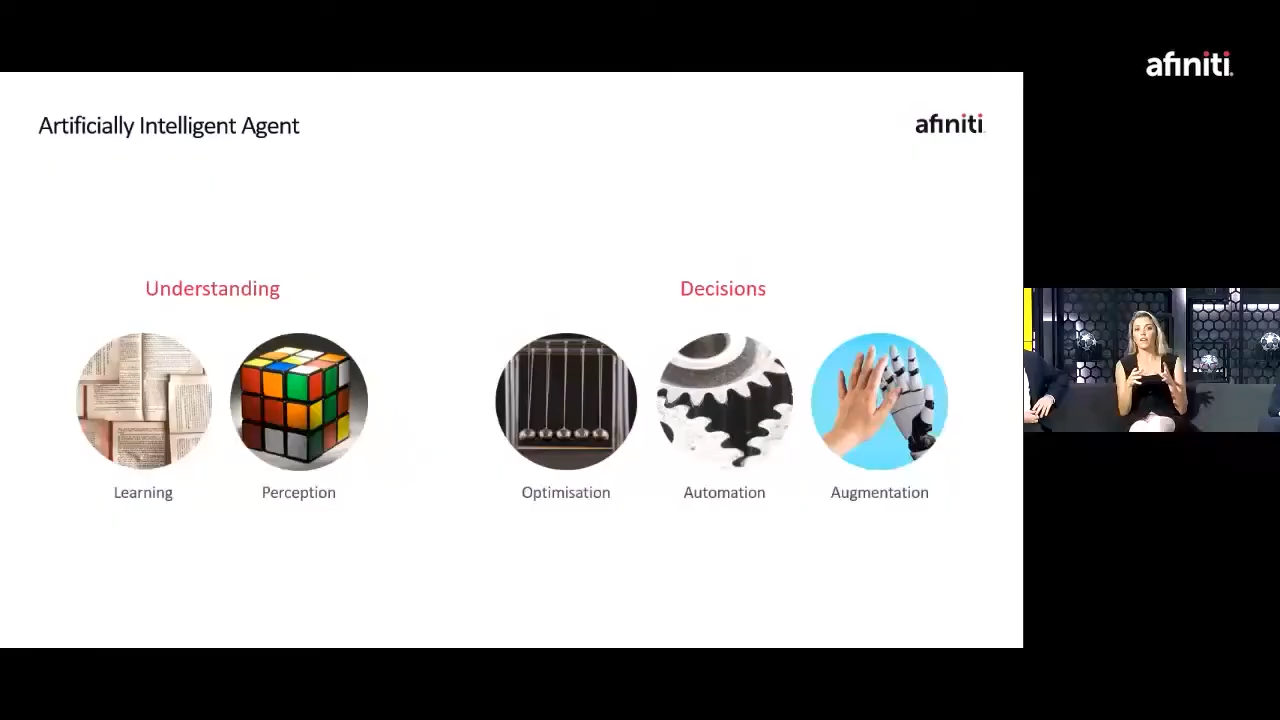 afiniti
Artificially Intelligent Agent
afiniti
Understanding
Decisions
Learning
Perception
Optimisation
Automation
Augmentation